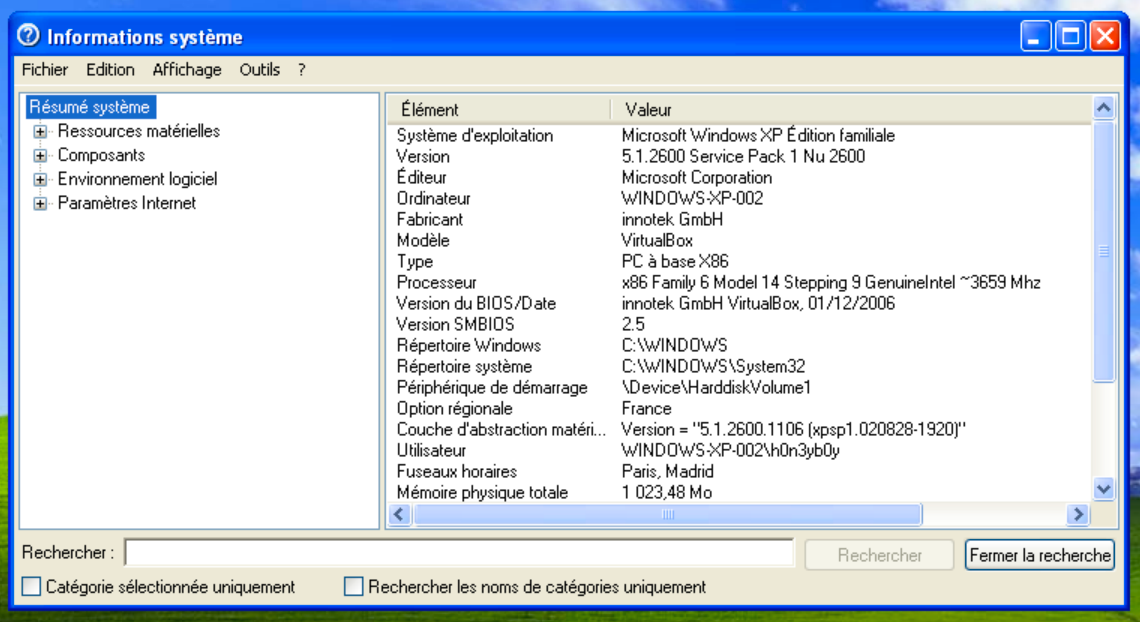 Informations système
Fichier Edition Affichage Outils ?
Résumé système
Ressources matérielles
Composants
Environnement logiciel
Paramètres Internet
Élément Valeur
Système d'exploitation Microsoft Windows XP Édition familiale
Version 5.1.2600 Service Pack 1 Nu 2600
Éditeur Microsoft Corporation
Ordinateur WINDOWS-XP-002
Fabricant innotek GmbH
Modèle VirtualBox
Type PC à base X86
Processeur x86 Family 6 Model 14 Stepping 9 GenuineIntel ~3659 Mhz
Version du BIOS/Date innotek GmbH VirtualBox, 01/12/2006
Version SMBIOS 2.5
Répertoire Windows C:\WINDOWS
Répertoire système C:\WINDOWS\System32
Périphérique de démarrage \Device\HarddiskVolume1
Option régionale France
Couche d'abstraction matéri... Version = "5.1.2600.1106 (xpsp1.020828-1920)"
Utilisateur WINDOWS-XP-002\h0n3yb0y
Fuseaux horaires Paris, Madrid
Mémoire physique totale 1 023,48 Mo
Rechercher : Rechercher Fermer la recherche
Catégorie sélectionnée uniquement Rechercher les noms de catégories uniquement